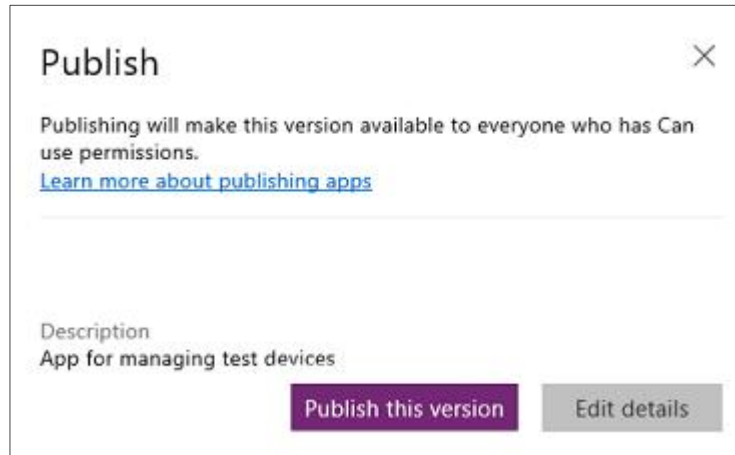 Publish
Publishing will make this version available to everyone who has Can
use permissions.
Learn more about publishing apps
Description
App for managing test devices
Publish this version
Edit details